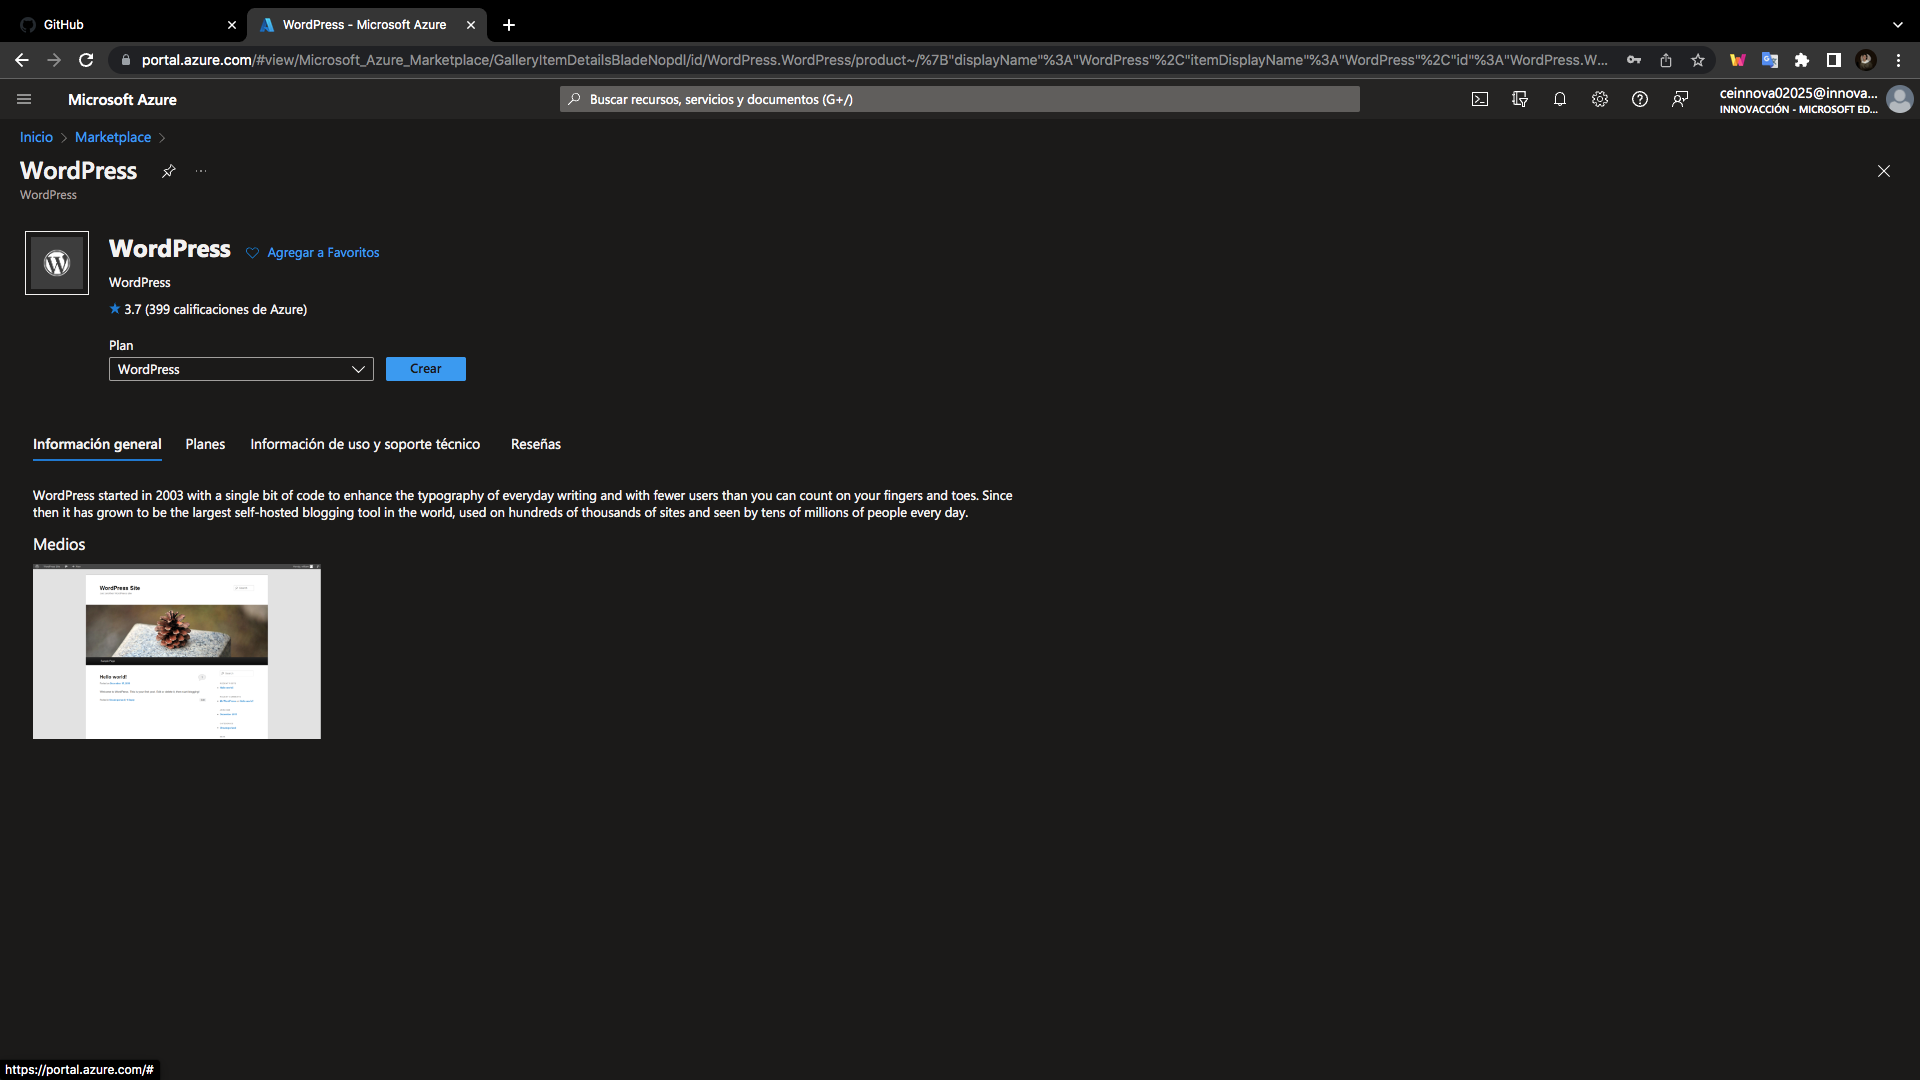 GitHub
WordPress - Microsoft Azure
portal.azure.com/#view/Microsoft_Azure_Marketplace/GalleryItemDetailsBladeNopdl/id/WordPress.WordPress/product~/%7B"displayName"%3A"WordPress"%2C"itemDisplayName"%3A"WordPress"%2C"id"%3A"WordPress.W...
Microsoft Azure
Buscar recursos, servicios y documentos (G+/)
ceinnova02025@innova...
INNOVACCIÓN - MICROSOFT ED...
Inicio
Marketplace
WordPress
WordPress
WordPress
Agregar a Favoritos
WordPress
3.7 (399 calificaciones de Azure)
Plan
WordPress
Crear
Información general
Planes
Información de uso y soporte técnico
Reseñas
WordPress started in 2003 with a single bit of code to enhance the typography of everyday writing and with fewer users than you can count on your fingers and toes. Since
then it has grown to be the largest self-hosted blogging tool in the world, used on hundreds of thousands of sites and seen by tens of millions of people every day.
Medios
WordPress Site
Hello world!
https://portal.azure.com/#